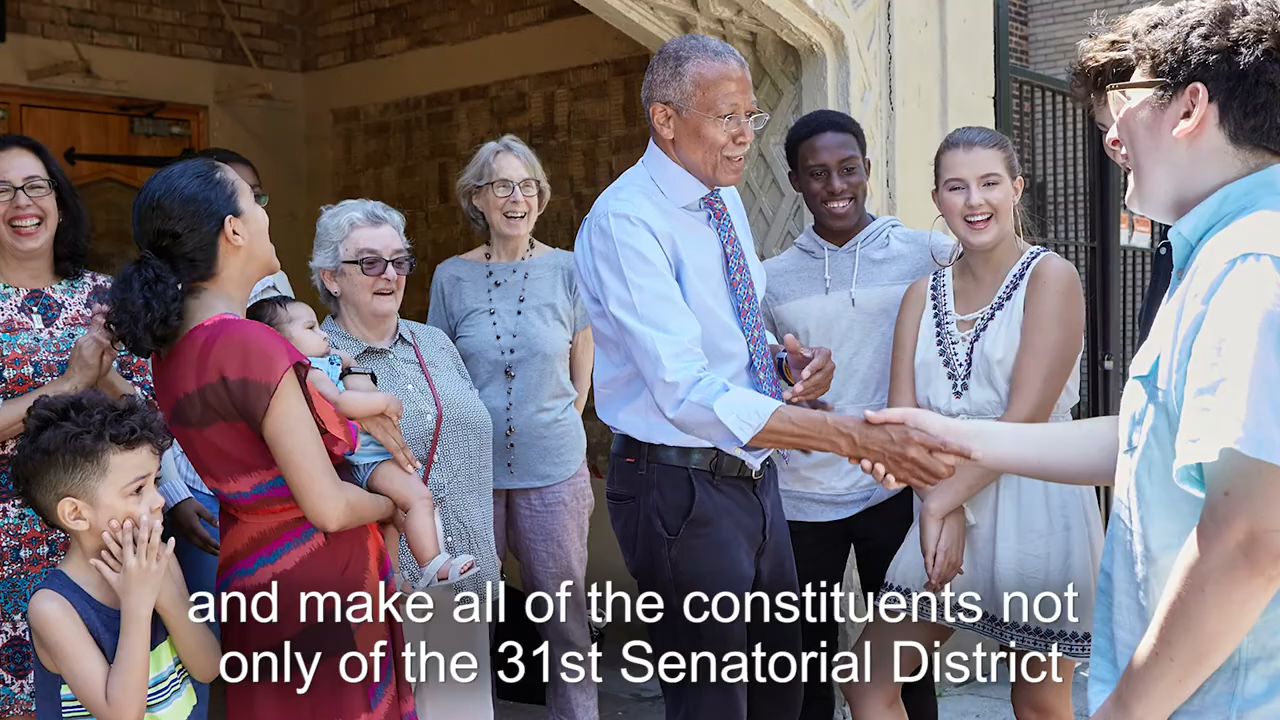 and make all of the constituents not
only of the 31st Senatorial District